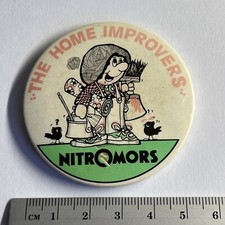 THE HOME IMPROVERS
?
NITROMORS
CM 1 2 3 4 5 6